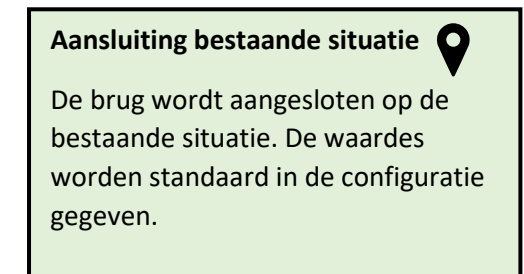 Aansluiting bestaande situatie
De brug wordt aangesloten op de
bestaande situatie. De waardes
worden standaard in de configuratie
gegeven.